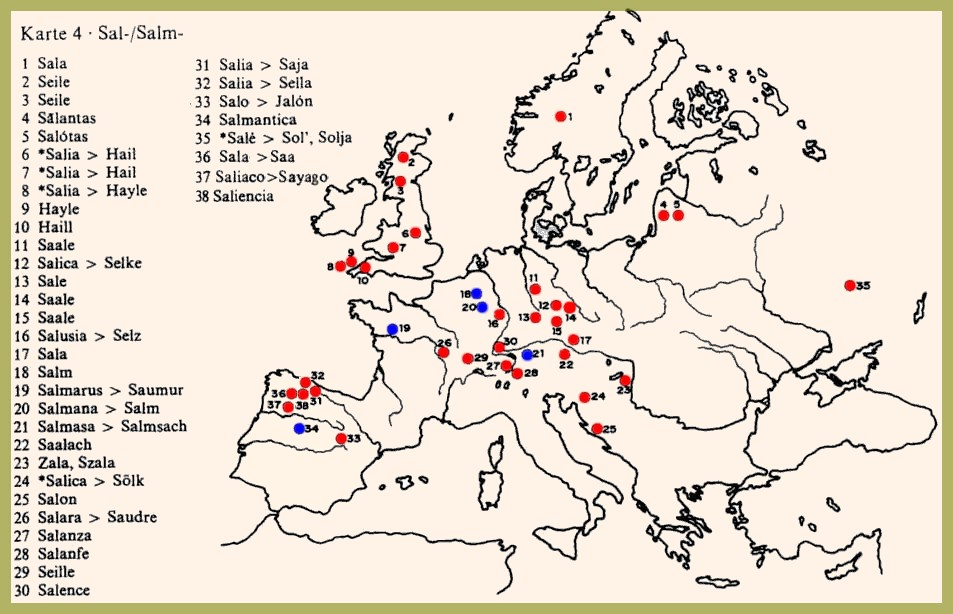 Karte 4 · Sal-/Salm-
1 Sala
2 Seile
3 Seile
4 Sãlantas
5 Salótas
6 *Salia > Hail
7 *Salia > Hail
8 *Salia > Hayle
9 Hayle
10 Haill
11 Saale
12 Salica > Selke
13 Sale
14 Saale
15 Saale
16 Salusia > Selz
17 Sala
18 Salm
19 Salmarus > Saumur
20 Salmana > Salm
21 Salmasa > Salmsach
22 Saalach
23 Zala, Szala
24 *Salica > Sölk
25 Salon
26 Salara > Saudre
27 Salanza
28 Salanfe
29 Seille
30 Salence
31 Salia > Saja
32 Salia > Sella
33 Salo > Jalón
34 Salmantica
35 *Salé > Sol', Solja
36 Sala >Saa
37 Saliaco>Sayago
38 Saliencia
1
2
3
4 5
6
7
9
8
10
35
11
18
12
20
13
14
16
15
19
17
30
26
21
29
22
27
28
23
32
36
24
31
37 38
34
25
33